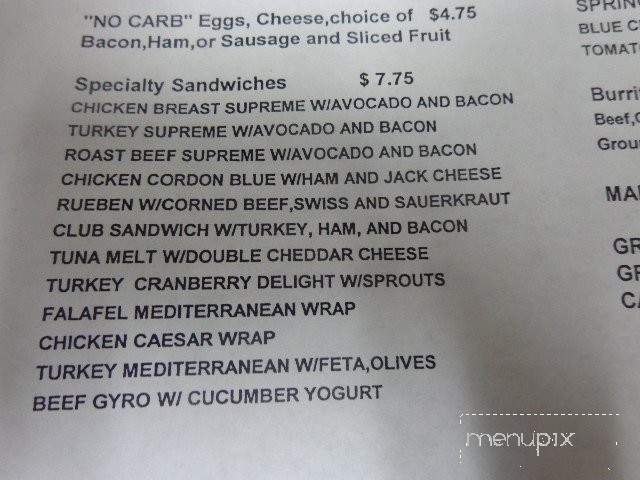 "NO CARB" Eggs, Cheese,choice of $4.75
Bacon,Ham,or Sausage and Sliced Fruit
Specialty Sandwiches $ 7.75
CHICKEN BREAST SUPREME W/AVOCADO AND BACON
TURKEY SUPREME W/AVOCADO AND BACON
ROAST BEEF SUPREME W/AVOCADO AND BACON
CHICKEN CORDON BLUE W/HAM AND JACK CHEESE
RUEBEN W/CORNED BEEF,SWISS AND SAUERKRAUT
CLUB SANDWICH W/TURKEY, HAM, AND BACON
TUNA MELT W/DOUBLE CHEDDAR CHEESE
TURKEY CRANBERRY DELIGHT W/SPROUTS
FALAFEL MEDITERRANEAN WRAP
CHICKEN CAESAR WRAP
TURKEY MEDITERRANEAN W/FETA,OLIVES
BEEF GYRO W/ CUCUMBER YOGURT
BLUE
Beef,
menupix